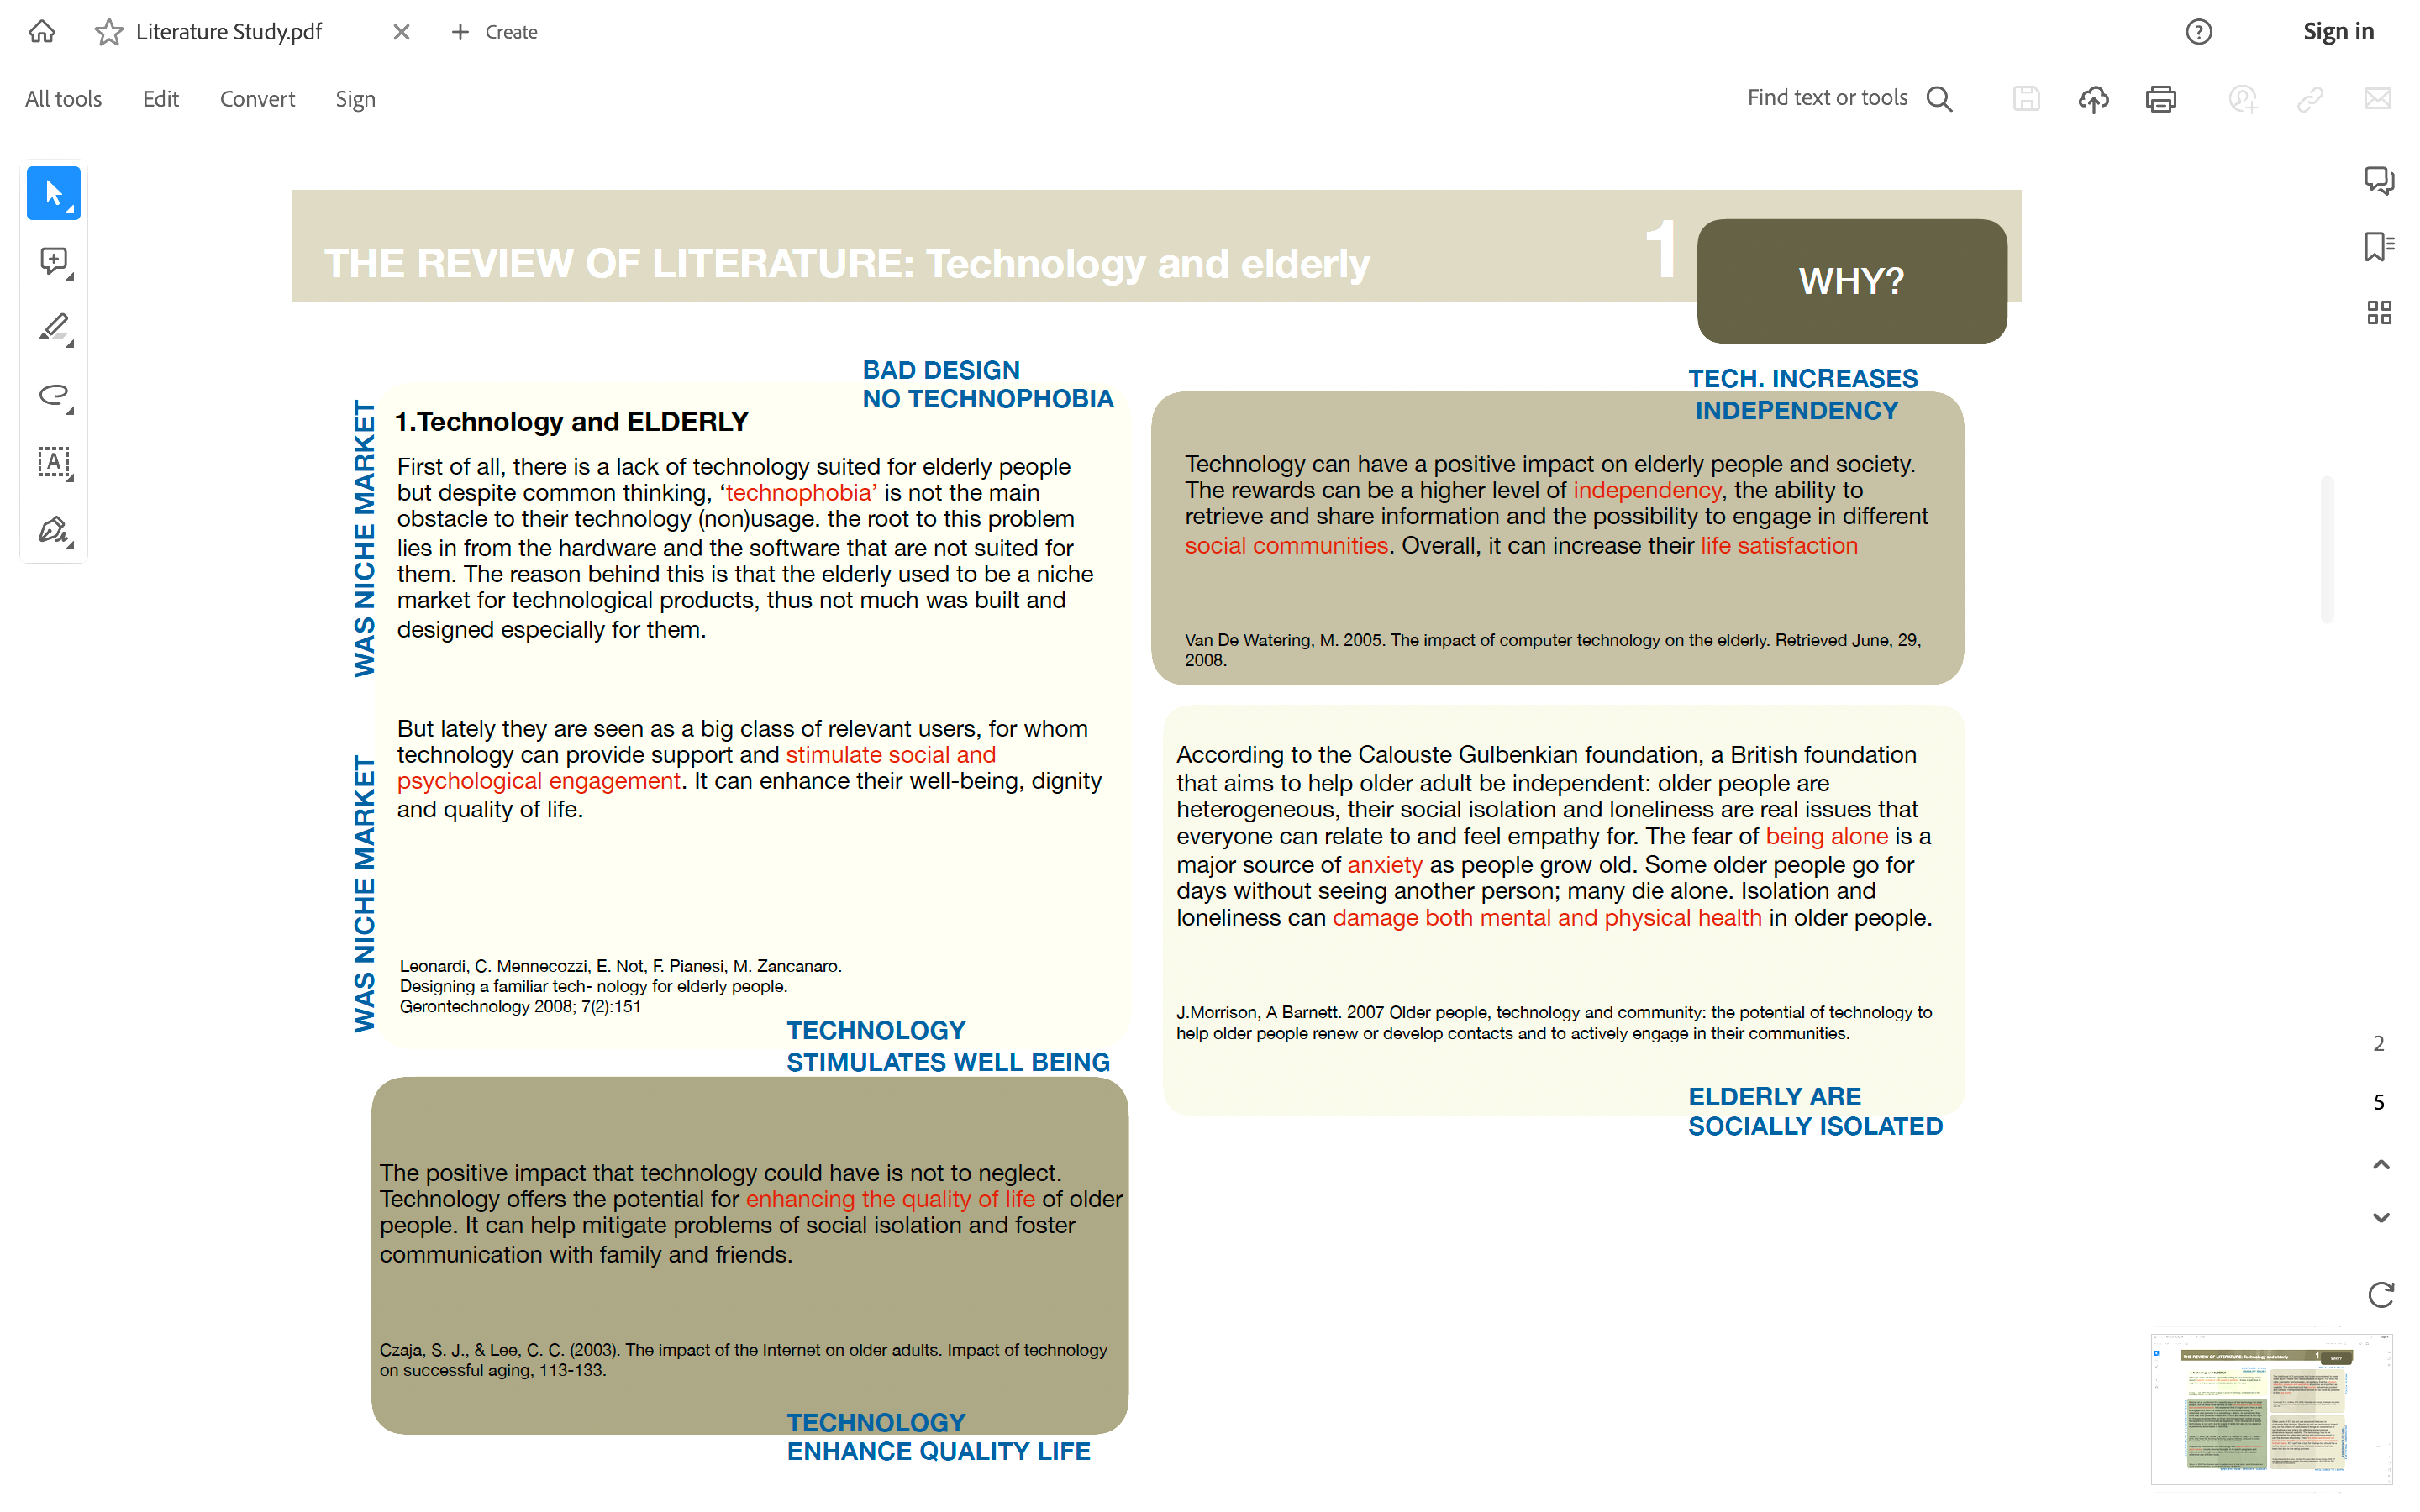 Literature Study.pdf
Create
Sign in
All tools
Edit
Convert
Sign
Find text or tools
THE REVIEW OF LITERATURE: Technology and elderly
1
WHY?
BAD DESIGN
NO TECHNOPHOBIA
WAS NICHE MARKET
1.Technology and ELDERLY
First of all, there is a lack of technology suited for elderly people
but despite common thinking, ‘technophobia’ is not the main
obstacle to their technology (non)usage. the root to this problem
lies in from the hardware and the software that are not suited for
them. The reason behind this is that the elderly used to be a niche
market for technological products, thus not much was built and
designed especially for them.
WAS NICHE MARKET
But lately they are seen as a big class of relevant users, for whom
technology can provide support and stimulate social and
psychological engagement. It can enhance their well-being, dignity
and quality of life.
Leonardi, C. Mennecozzi, E. Not, F. Pianesi, M. Zancanaro.
Designing a familiar tech- nology for elderly people.
Gerontechnology 2008; 7(2):151
TECHNOLOGY
STIMULATES WELL BEING
The positive impact that technology could have is not to neglect.
Technology offers the potential for enhancing the quality of life of older
people. It can help mitigate problems of social isolation and foster
communication with family and friends.
Czaja, S. J., & Lee, C. C. (2003). The impact of the Internet on older adults. Impact of technology
on successful aging, 113-133.
TECHNOLOGY
ENHANCE QUALITY LIFE
TECH. INCREASES
INDEPENDENCY
Technology can have a positive impact on elderly people and society.
The rewards can be a higher level of independency, the ability to
retrieve and share information and the possibility to engage in different
social communities. Overall, it can increase their life satisfaction
Van De Watering, M. 2005. The impact of computer technology on the elderly. Retrieved June, 29,
2008.
According to the Calouste Gulbenkian foundation, a British foundation
that aims to help older adult be independent: older people are
heterogeneous, their social isolation and loneliness are real issues that
everyone can relate to and feel empathy for. The fear of being alone is a
major source of anxiety as people grow old. Some older people go for
days without seeing another person; many die alone. Isolation and
loneliness can damage both mental and physical health in older people.
J.Morrison, A Barnett. 2007 Older people, technology and community: the potential of technology to
help older people renew or develop contacts and to actively engage in their communities.
ELDERLY ARE
SOCIALLY ISOLATED
2
5
THE REVIEW OF LITERATURE: Technology and elderly
1
WHY?